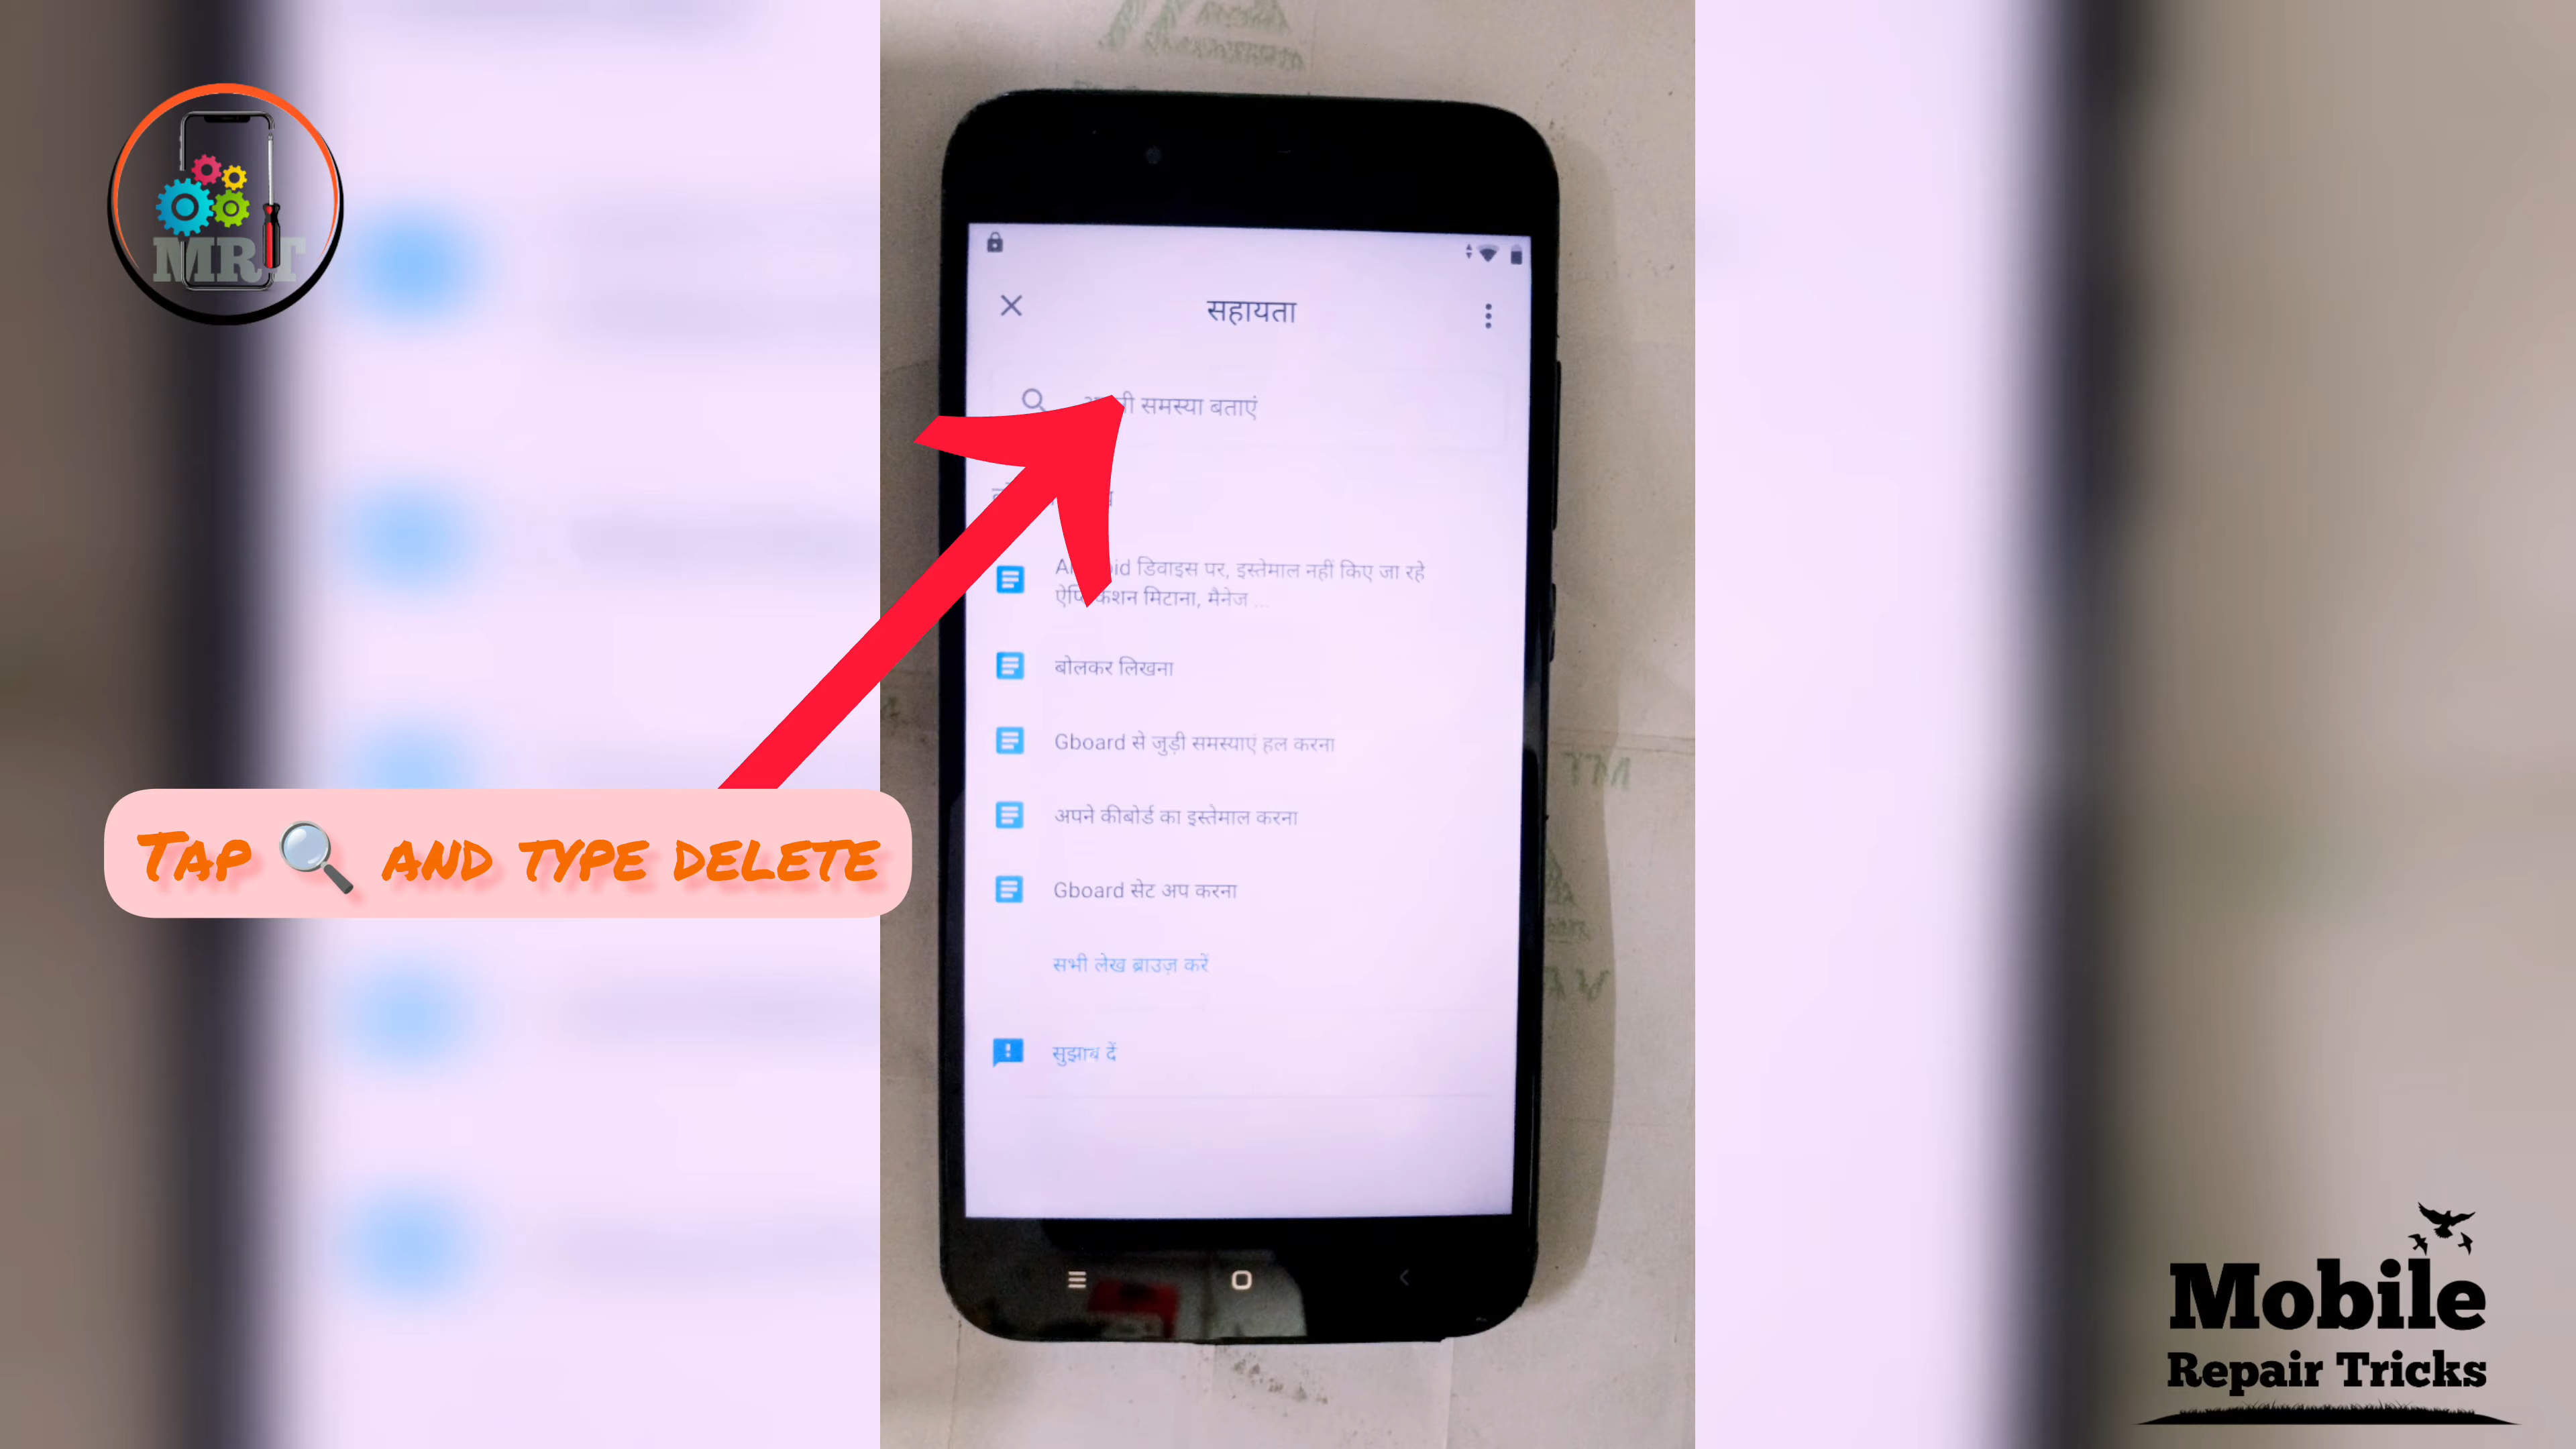 MRT
सहायता
समस्या बताएं
डिवाइस पर, इस्तेमाल नहीं किए जा रहे
मिटाना, मैनेज ...
बोलकर लिखना
Gboard से जुड़ी समस्याएं हल करना
अपने कीबोर्ड का इस्तेमाल करना
Gboard सेट अप करना
सभी लेख ब्राउज़ करें
सुझाव दें
TAP 🔍 AND TYPE DELETE
Mobile
Repair Tricks